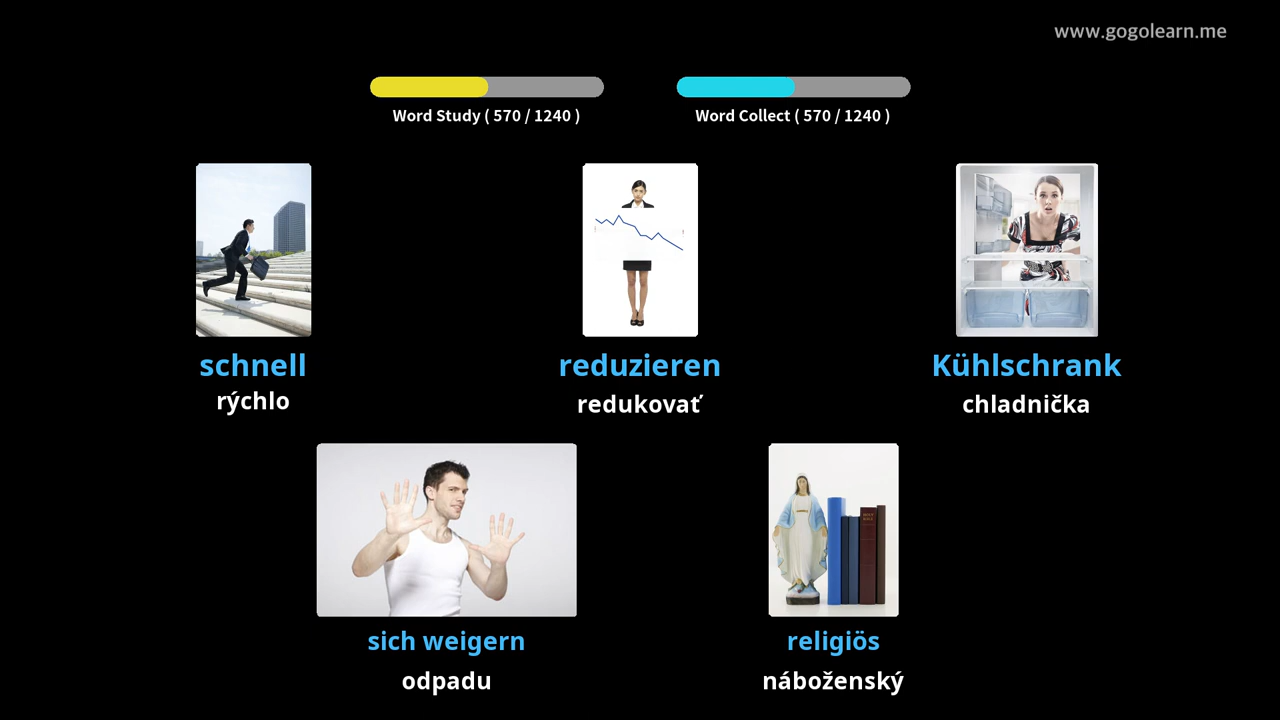 www.gogolearn.me
Word Study ( 570 / 1240 )
Word Collect ( 570 / 1240 )
schnell
rýchlo
reduzieren
redukovať
Kühlschrank
chladnička
sich weigern
odpadu
religiös
náboženský